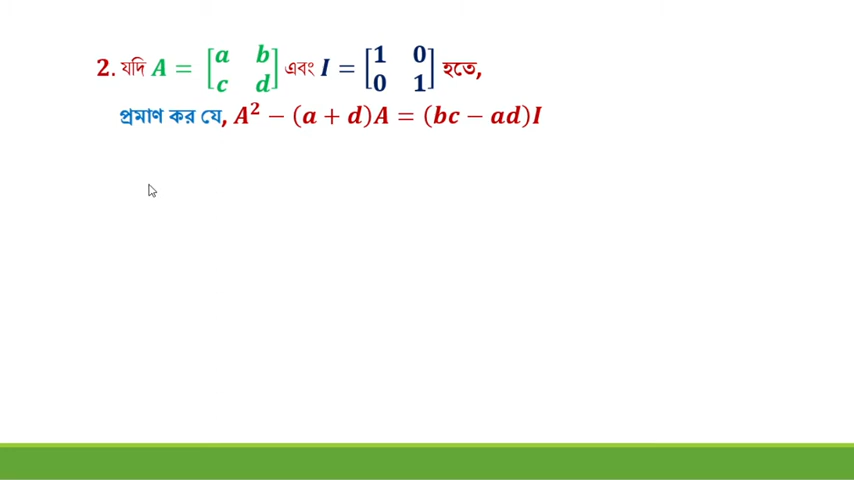 2. যদি A = [a b c d] এবং I = [1 0 0 1] হতে,
প্রমাণ কর যে, A² − (a + d)A = (bc − ad)I